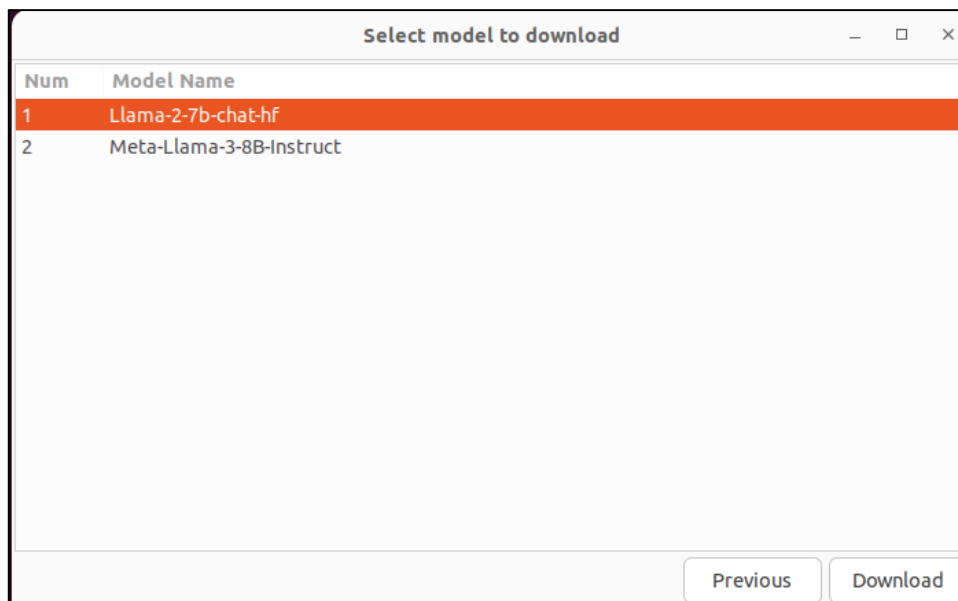 Select model to download
Num Model Name
1 Llama-2-7b-chat-hf
2 Meta-Llama-3-8B-Instruct
Previous Download